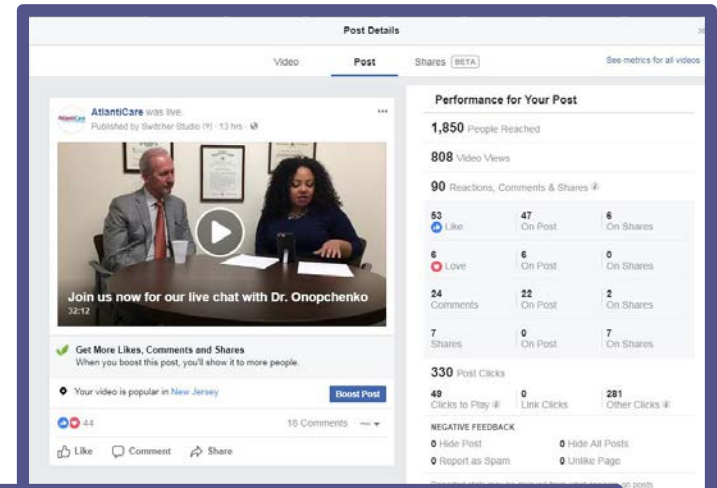 Post Details
Video Post Shares BETA See metrics for all videos
AtlantiCare was live.
Published by Switcher Studio [?] · 13 hrs ·
Join us now for our live chat with Dr. Onopchenko
32:12
Get More Likes, Comments and Shares
When you boost this post, you'll show it to more people.
Your video is popular in New Jersey
Boost Post
44
16 Comments
Like Comment Share
Performance for Your Post
1,850 People Reached
808 Video Views
90 Reactions, Comments & Shares
53 47 6
Like On Post On Shares
6 6 0
Love On Post On Shares
24 22 2
Comments On Post On Shares
7 0 7
Shares On Post On Shares
330 Post Clicks
49 0 281
Clicks to Play Link Clicks Other Clicks
NEGATIVE FEEDBACK
0 Hide Post 0 Hide All Posts
0 Report as Spam 0 Unlike Page